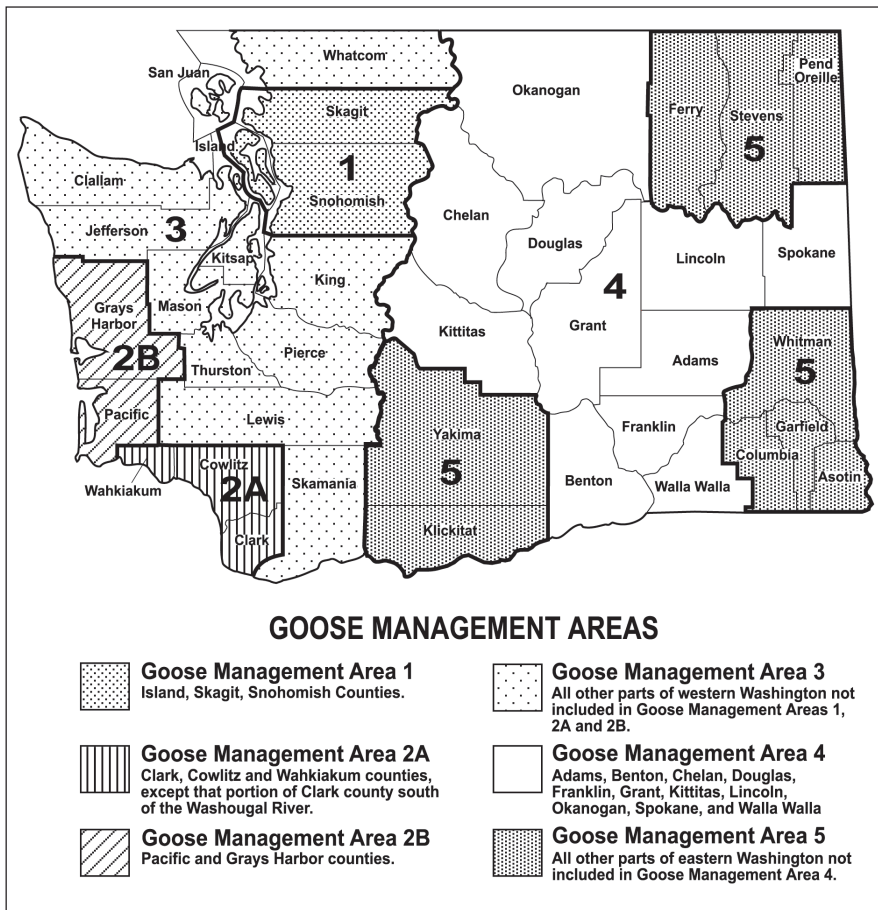 Whatcom
San Juan
Okanogan
Pend
Oreille
Skagit
Ferry
Stevens
5
Island
1
Clallam
Snohomish
Chelan
Jefferson
3
Douglas
Kitsap
Lincoln
Spokane
King
4
Grays
Harbor
Mason
Kittitas
Grant
Whitman
2B
Pierce
Adams
5
Thurston
Pacific
Lewis
Yakima
Franklin
Garfield
Columbia
Cowlitz
5
Asotin
Wahkiakum
2A
Skamania
Benton
Walla Walla
Clark
Klickitat
GOOSE MANAGEMENT AREAS
Goose Management Area 1
Island, Skagit, Snohomish Counties.
Goose Management Area 2A
Clark, Cowlitz and Wahkiakum counties,
except that portion of Clark county south
of the Washougal River.
Goose Management Area 2B
Pacific and Grays Harbor counties.
Goose Management Area 3
All other parts of western Washington not
included in Goose Management Areas 1,
2A and 2B.
Goose Management Area 4
Adams, Benton, Chelan, Douglas,
Franklin, Grant, Kittitas, Lincoln,
Okanogan, Spokane, and Walla Walla
Goose Management Area 5
All other parts of eastern Washington not
included in Goose Management Area 4.